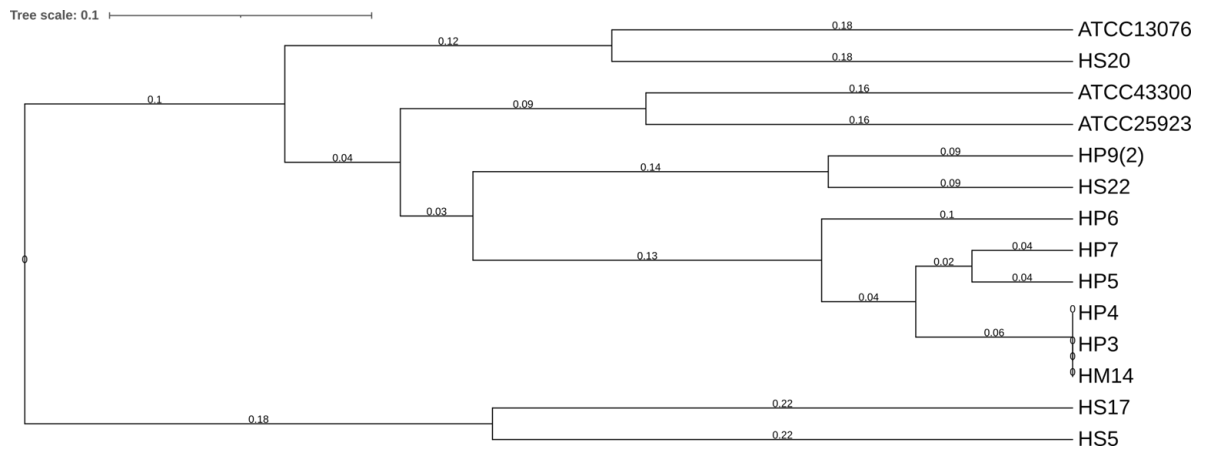 Tree scale: 0.1
0.18
ATCC13076
0.12
0.18
HS20
0.16
ATCC43300
0.1
0.09
0.16
ATCC25923
0.09
HP9(2)
0.04
0.14
0.09
HS22
0.03
0.1
HP6
0.04
HP7
0
0.13
0.02
0.04
HP5
0.04
0
HP4
0.06
0
HP3
0
0
HM14
0.22
HS17
0.18
0.22
HS5